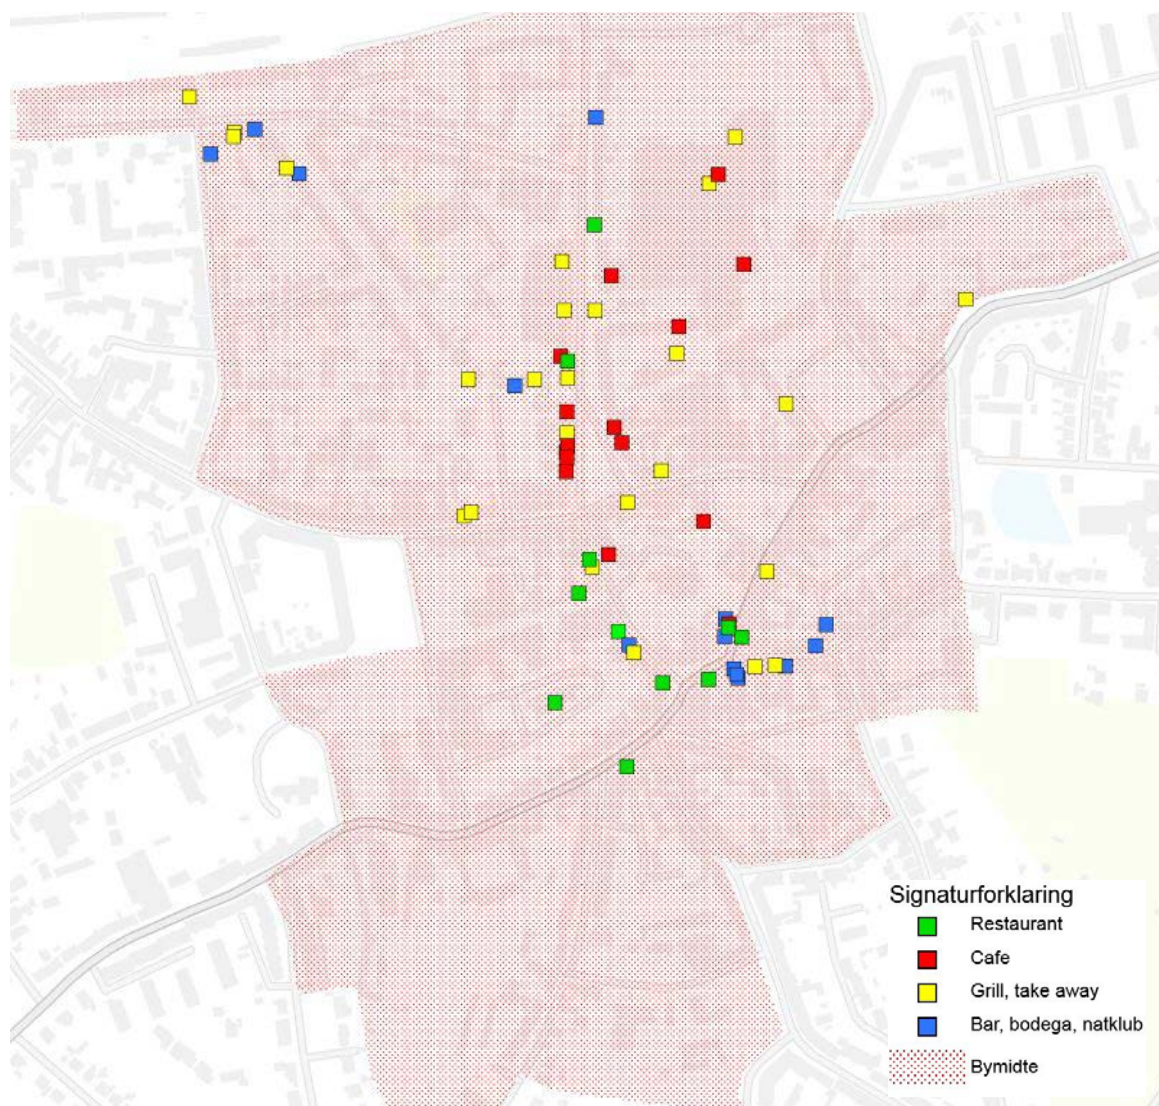 Signaturforklaring
Restaurant
Cafe
Grill, take away
Bar, bodega, natklub
Bymidte